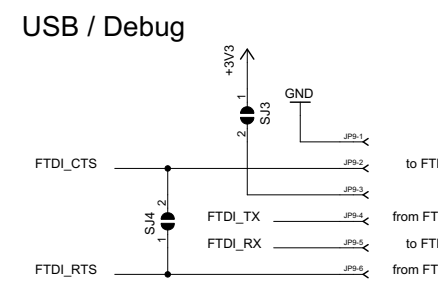 USB / Debug
+3V3
1
SJ3
2
GND
JP9-1
FTDI_CTS
JP9-2
to FTI
JP9-3
2
SJ4
1
FTDI_TX
JP9-4
from FT
FTDI_RX
JP9-5
to FTI
FTDI_RTS
JP9-6
from FT